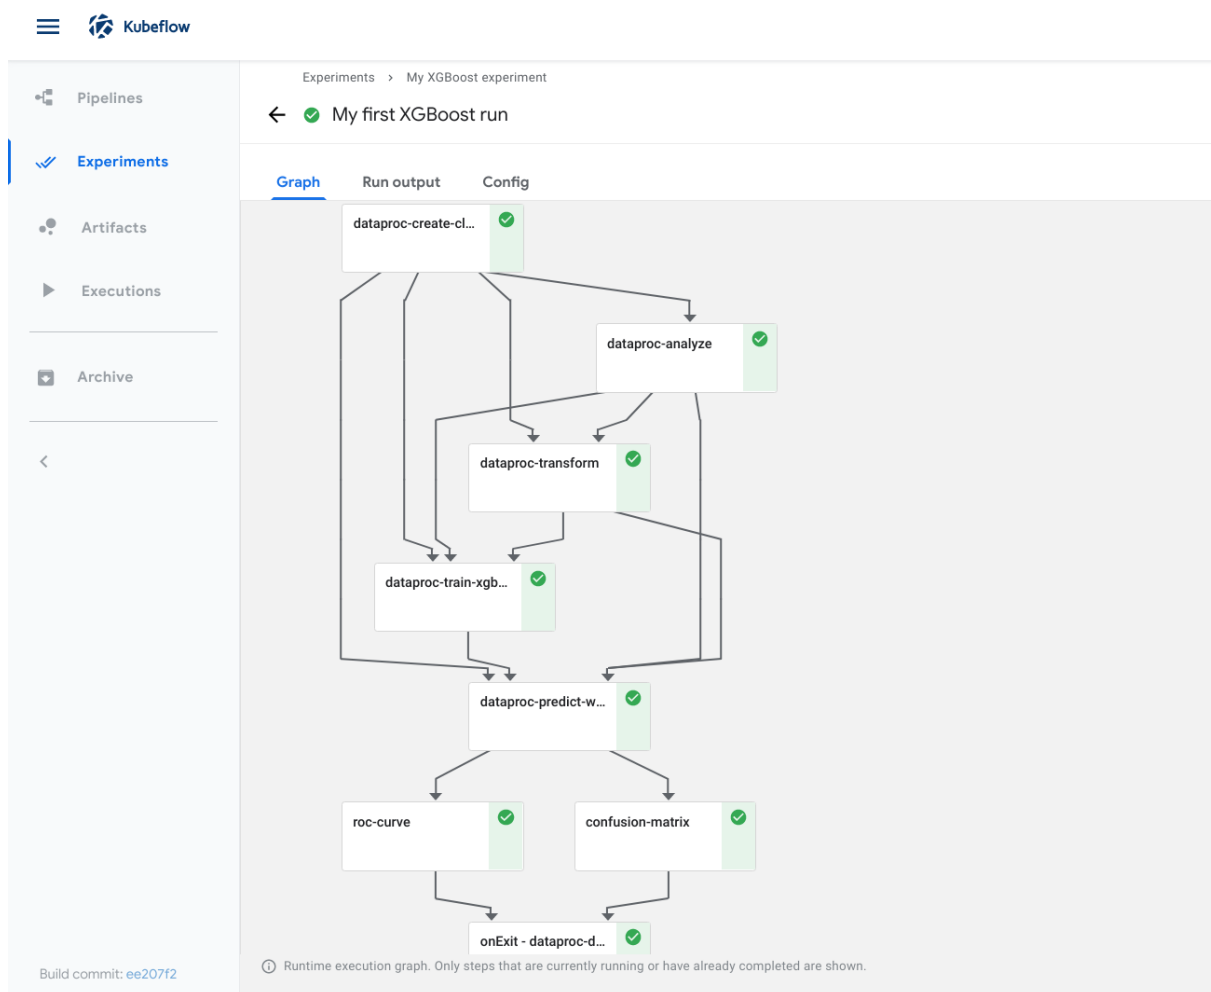 Kubeflow
Experiments › My XGBoost experiment
My first XGBoost run
Pipelines
Experiments
Artifacts
Executions
Archive
Graph Run output Config
dataproc-create-cl...
dataproc-analyze
dataproc-transform
dataproc-train-xgb...
dataproc-predict-w...
roc-curve
confusion-matrix
onExit - dataproc-d...
Runtime execution graph. Only steps that are currently running or have already completed are shown.
Build commit: ee207f2